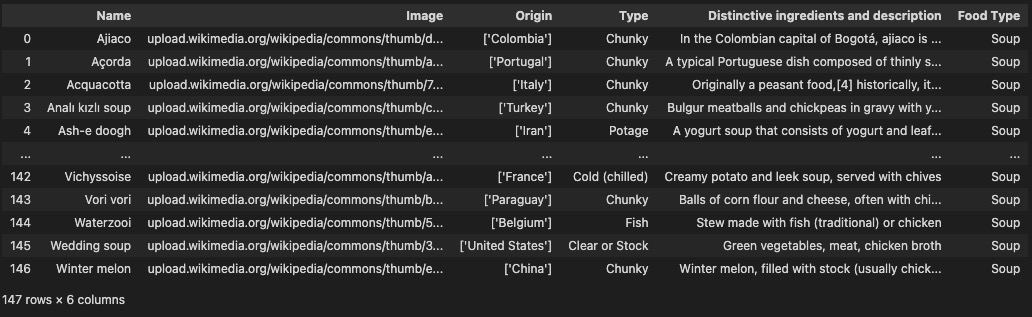 Name Image Origin Type Distinctive ingredients and description Food Type
0 Ajiaco upload.wikimedia.org/wikipedia/commons/thumb/d... ['Colombia'] Chunky In the Colombian capital of Bogotá, ajiaco is ... Soup
1 Açorda upload.wikimedia.org/wikipedia/commons/thumb/a... ['Portugal'] Chunky A typical Portuguese dish composed of thinly s... Soup
2 Acquacotta upload.wikimedia.org/wikipedia/commons/thumb/7... ['Italy'] Chunky Originally a peasant food,[4] historically, it... Soup
3 Analı kızlı soup upload.wikimedia.org/wikipedia/commons/thumb/c... ['Turkey'] Chunky Bulgur meatballs and chickpeas in gravy with y... Soup
4 Ash-e doogh upload.wikimedia.org/wikipedia/commons/thumb/e... ['Iran'] Potage A yogurt soup that consists of yogurt and leaf... Soup
... ... ... ... ... ... ...
142 Vichyssoise upload.wikimedia.org/wikipedia/commons/thumb/a... ['France'] Cold (chilled) Creamy potato and leek soup, served with chives Soup
143 Vori vori upload.wikimedia.org/wikipedia/commons/thumb/b... ['Paraguay'] Chunky Balls of corn flour and cheese, often with chi... Soup
144 Waterzooi upload.wikimedia.org/wikipedia/commons/thumb/5... ['Belgium'] Fish Stew made with fish (traditional) or chicken Soup
145 Wedding soup upload.wikimedia.org/wikipedia/commons/thumb/3... ['United States'] Clear or Stock Green vegetables, meat, chicken broth Soup
146 Winter melon upload.wikimedia.org/wikipedia/commons/thumb/e... ['China'] Chunky Winter melon, filled with stock (usually chick... Soup
147 rows × 6 columns